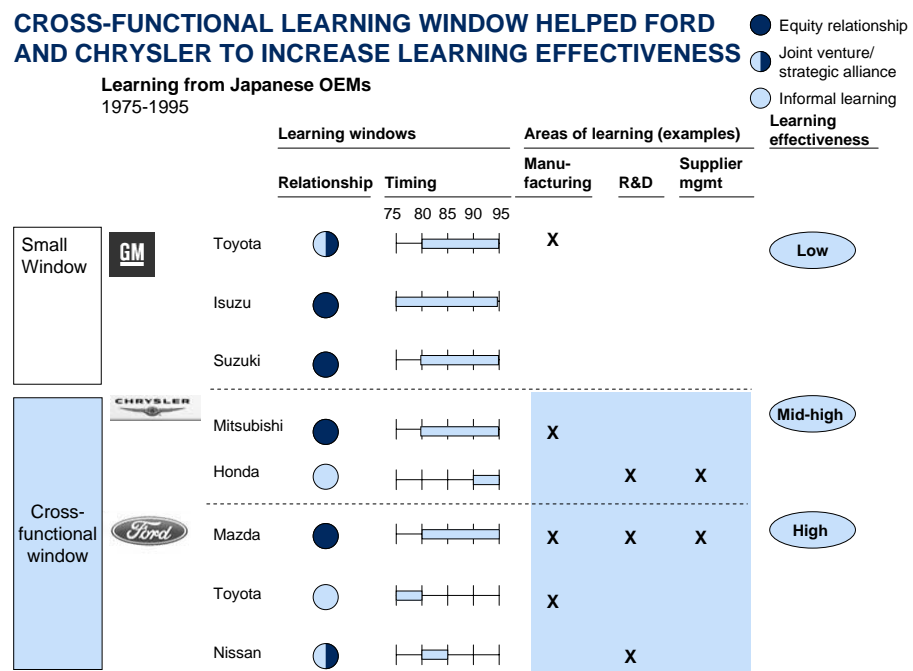 CROSS-FUNCTIONAL LEARNING WINDOW HELPED FORD
AND CHRYSLER TO INCREASE LEARNING EFFECTIVENESS
Equity relationship
Joint venture/
strategic alliance
Informal learning
Learning from Japanese OEMs
1975-1995
Learning windows
Areas of learning (examples)
Learning
effectiveness
Relationship
Timing
Manu-
facturing
R&D
Supplier
mgmt
75 80 85 90 95
Small
Window
GM
Toyota
X
Low
Isuzu
Suzuki
CHRYSLER
Mitsubishi
X
Mid-high
Honda
X X
Cross-
functional
window
Ford
Mazda
X X X
High
Toyota
X
Nissan
X